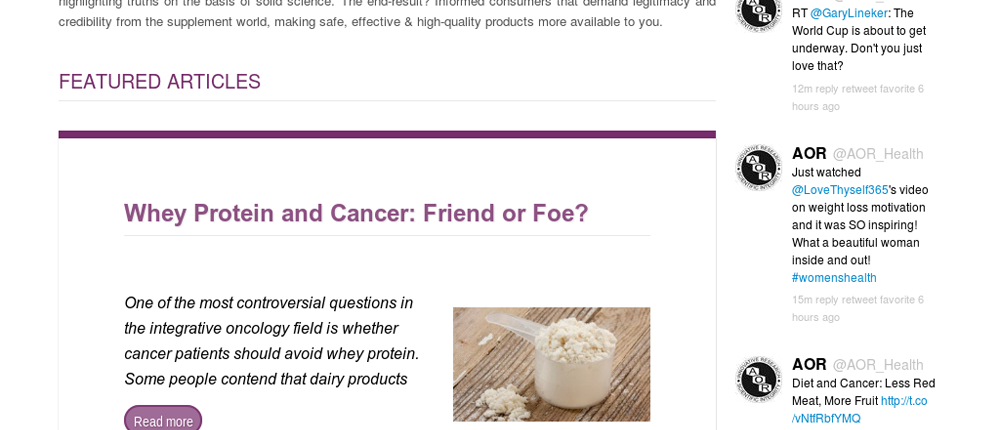 highlighting truths on the basis of solid science. The end-result? Informed consumers that demand legitimacy and
credibility from the supplement world, making safe, effective & high-quality products more available to you.
FEATURED ARTICLES
Whey Protein and Cancer: Friend or Foe?
One of the most controversial questions in
the integrative oncology field is whether
cancer patients should avoid whey protein.
Some people contend that dairy products
Read more
RT @GaryLineker: The
World Cup is about to get
underway. Don't you just
love that?
12m reply retweet favorite 6
hours ago
AOR @AOR_Health
Just watched
@LoveThyself365's video
on weight loss motivation
and it was SO inspiring!
What a beautiful woman
inside and out!
#womenshealth
15m reply retweet favorite 6
hours ago
AOR @AOR_Health
Diet and Cancer: Less Red
Meat, More Fruit http://t.co
/vNtfRbfYMQ